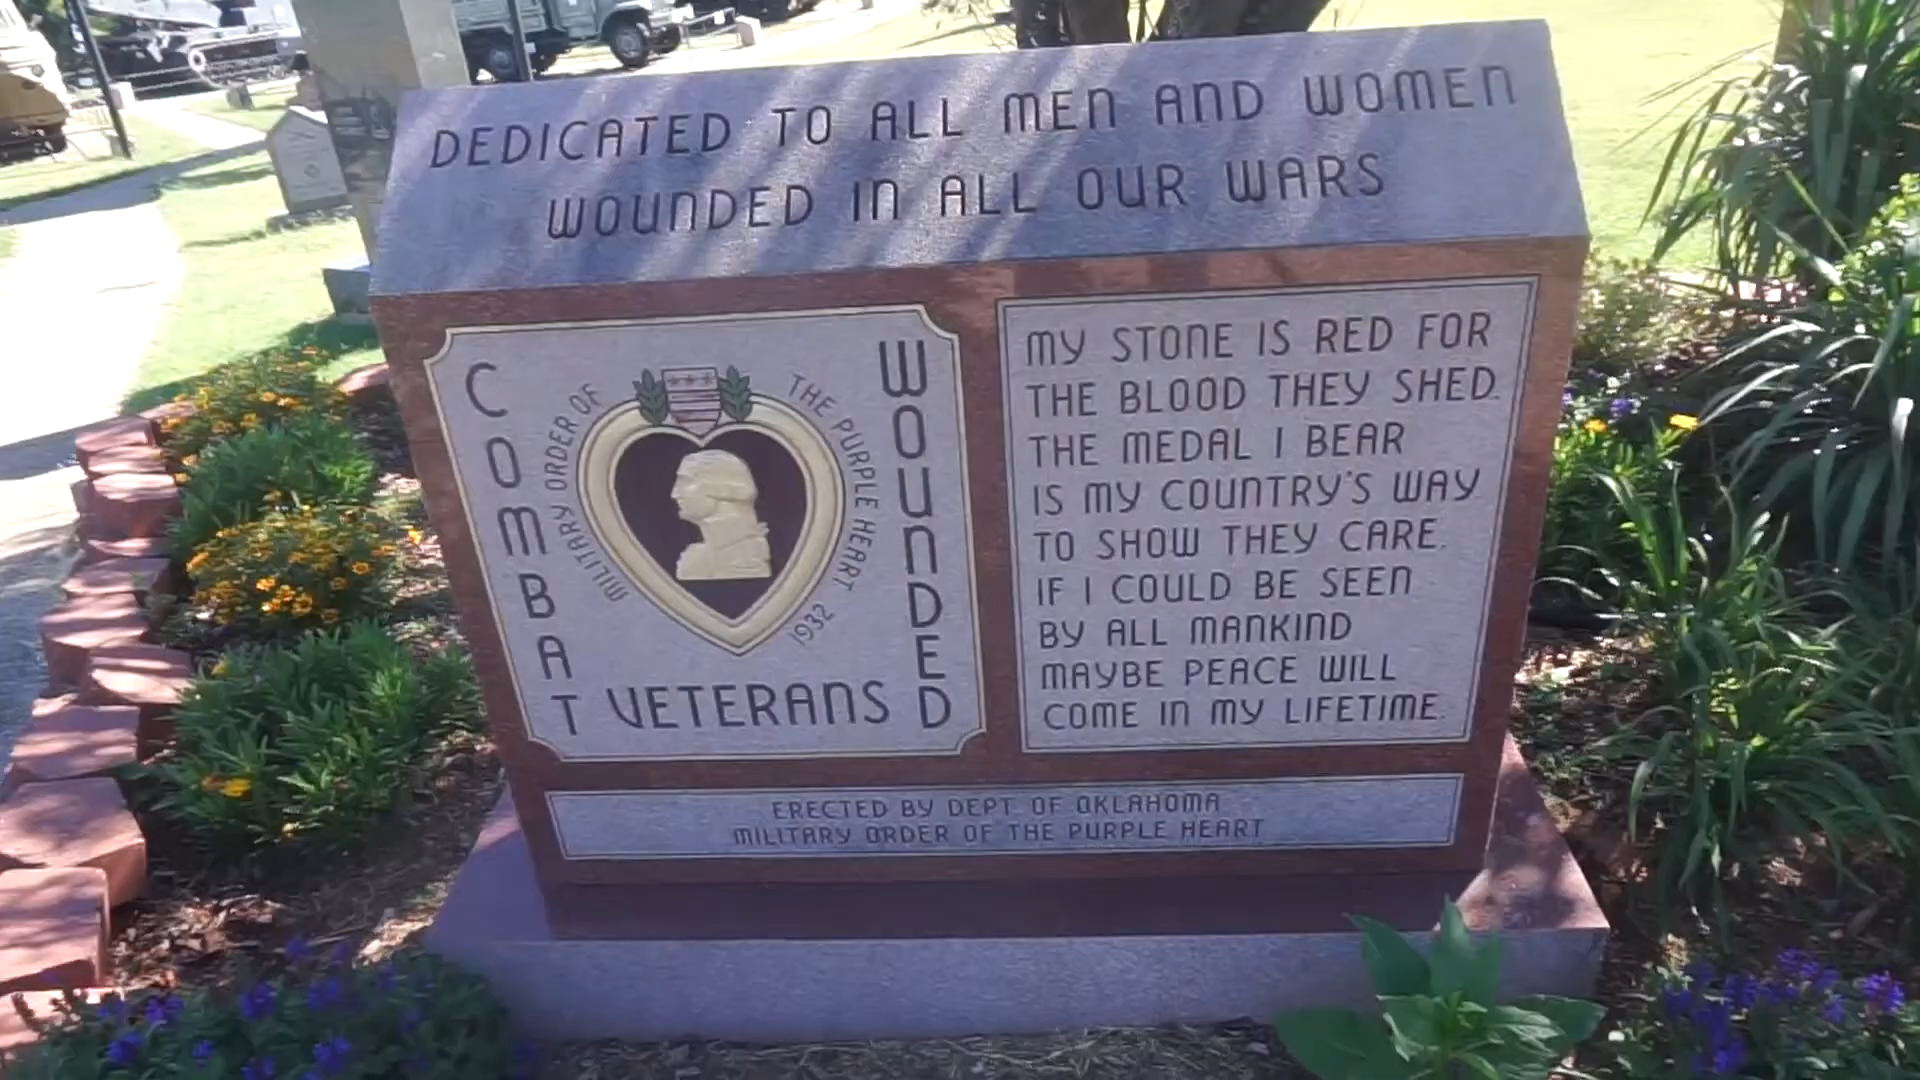 DEDICATED TO ALL MEN AND WOMEN
WOUNDED IN ALL OUR WARS
COMBAT
WOUNDED
VETERANS
MILITARY ORDER OF
THE PURPLE HEART
1932
MY STONE IS RED FOR
THE BLOOD THEY SHED.
THE MEDAL I BEAR
IS MY COUNTRY'S WAY
TO SHOW THEY CARE.
IF I COULD BE SEEN
BY ALL MANKIND
MAYBE PEACE WILL
COME IN MY LIFETIME.
ERECTED BY DEPT OF OKLAHOMA
MILITARY ORDER OF THE PURPLE HEART